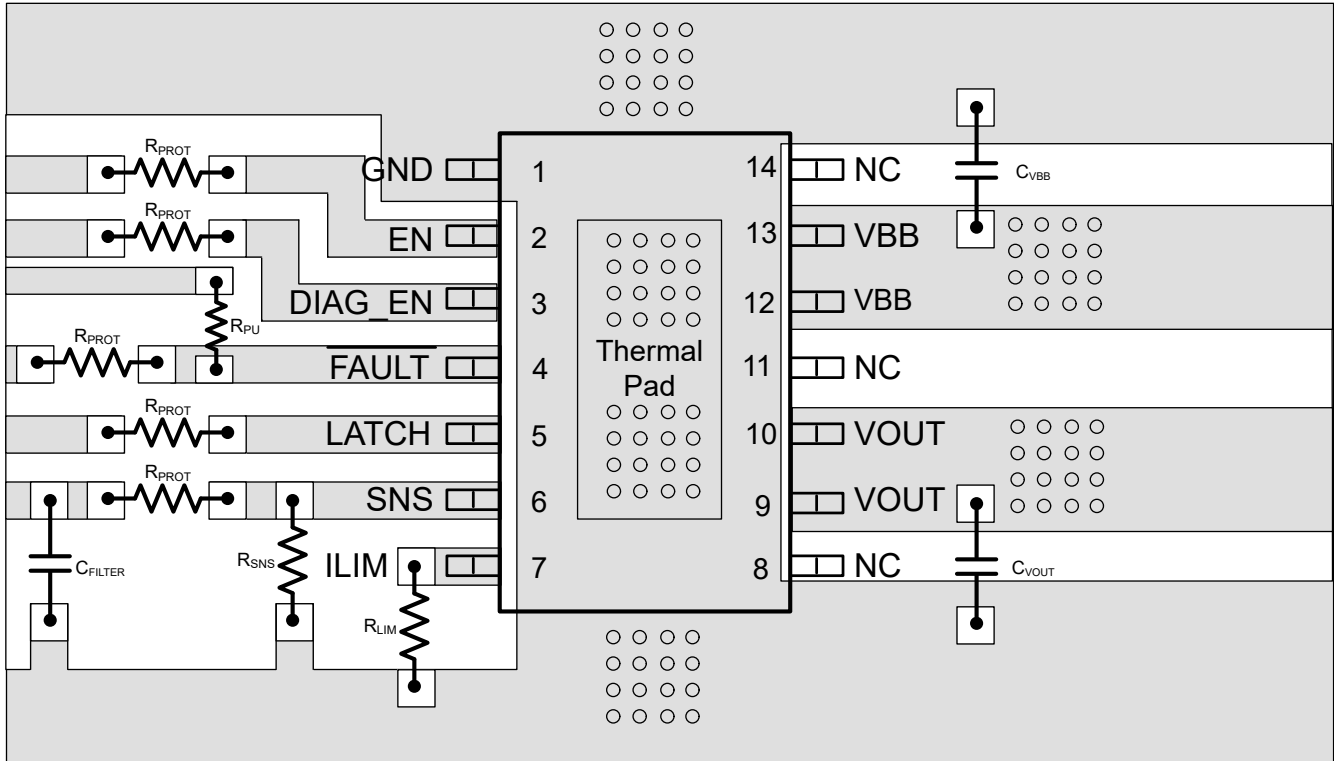 R_PROT GND 1 14 NC C_VBB
R_PROT EN 2 13 VBB
DIAG_EN 3 12 VBB
R_PU
R_PROT FAULT 4 Thermal Pad 11 NC
R_PROT LATCH 5 10 VOUT
R_PROT SNS 6 9 VOUT
C_FILTER R_SNS ILIM 7 8 NC C_VOUT
R_LIM